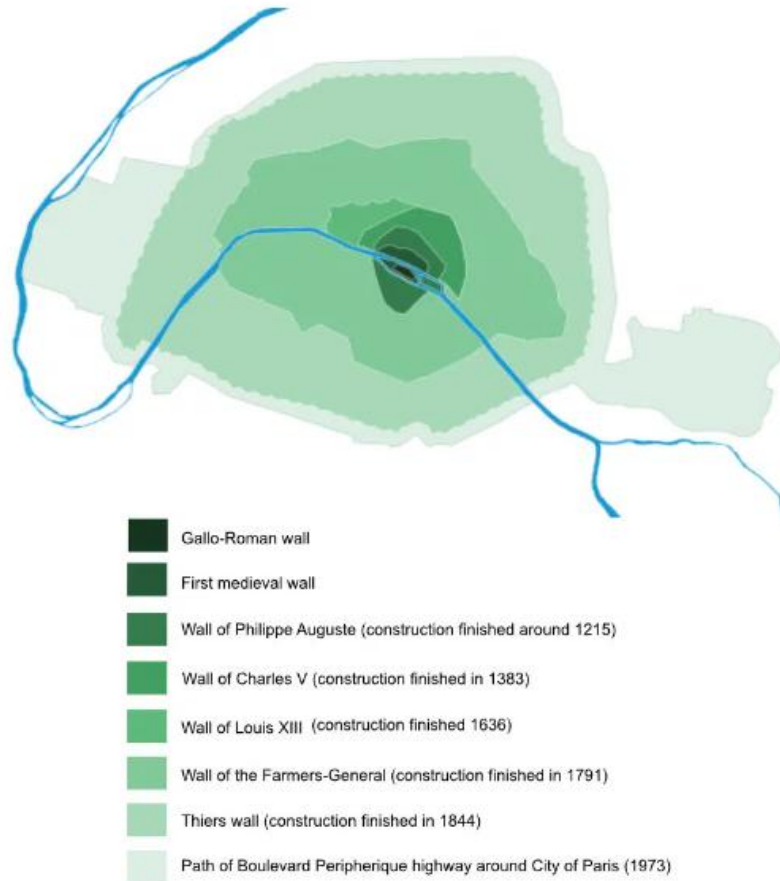 Gallo-Roman wall
First medieval wall
Wall of Philippe Auguste (construction finished around 1215)
Wall of Charles V (construction finished in 1383)
Wall of Louis XIII (construction finished 1636)
Wall of the Farmers-General (construction finished in 1791)
Thiers wall (construction finished in 1844)
Path of Boulevard Peripherique highway around City of Paris (1973)